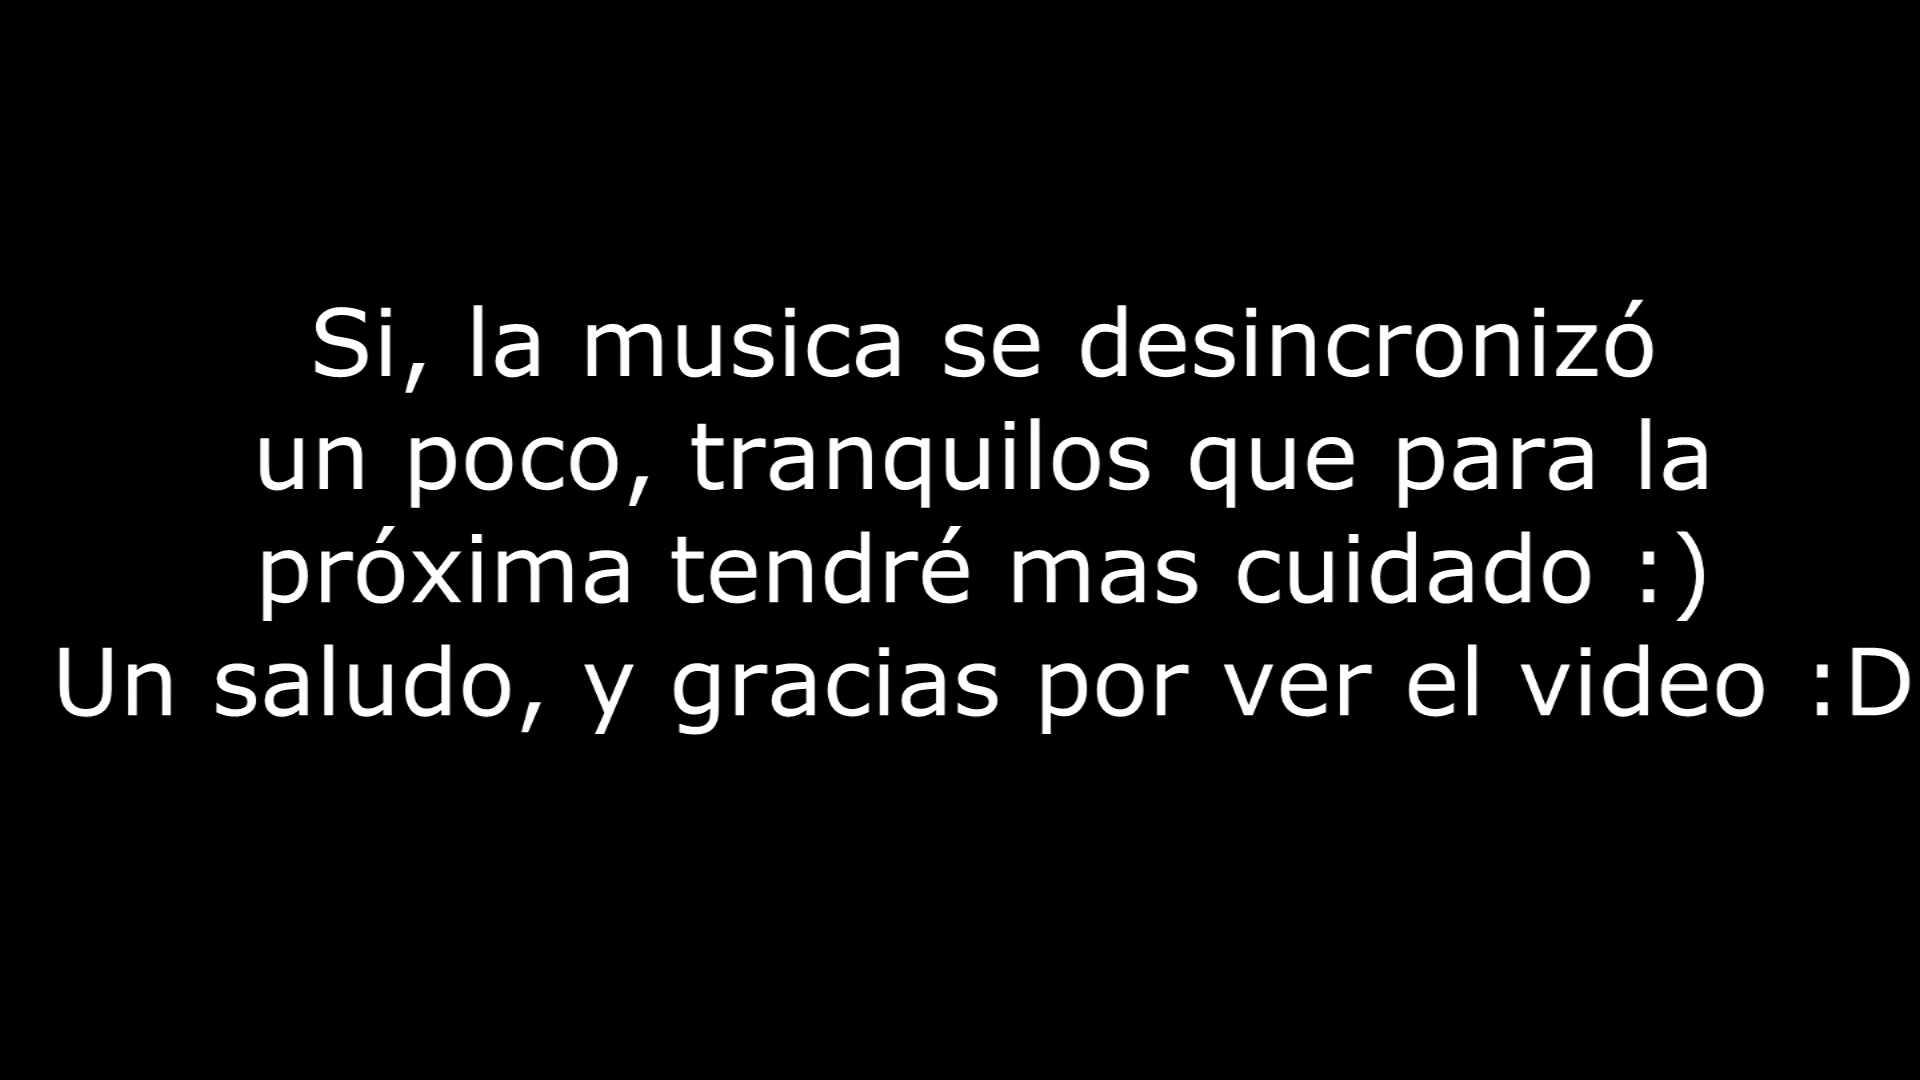 Si, la musica se desincronizó
un poco, tranquilos que para la
próxima tendré mas cuidado :)
Un saludo, y gracias por ver el video :D